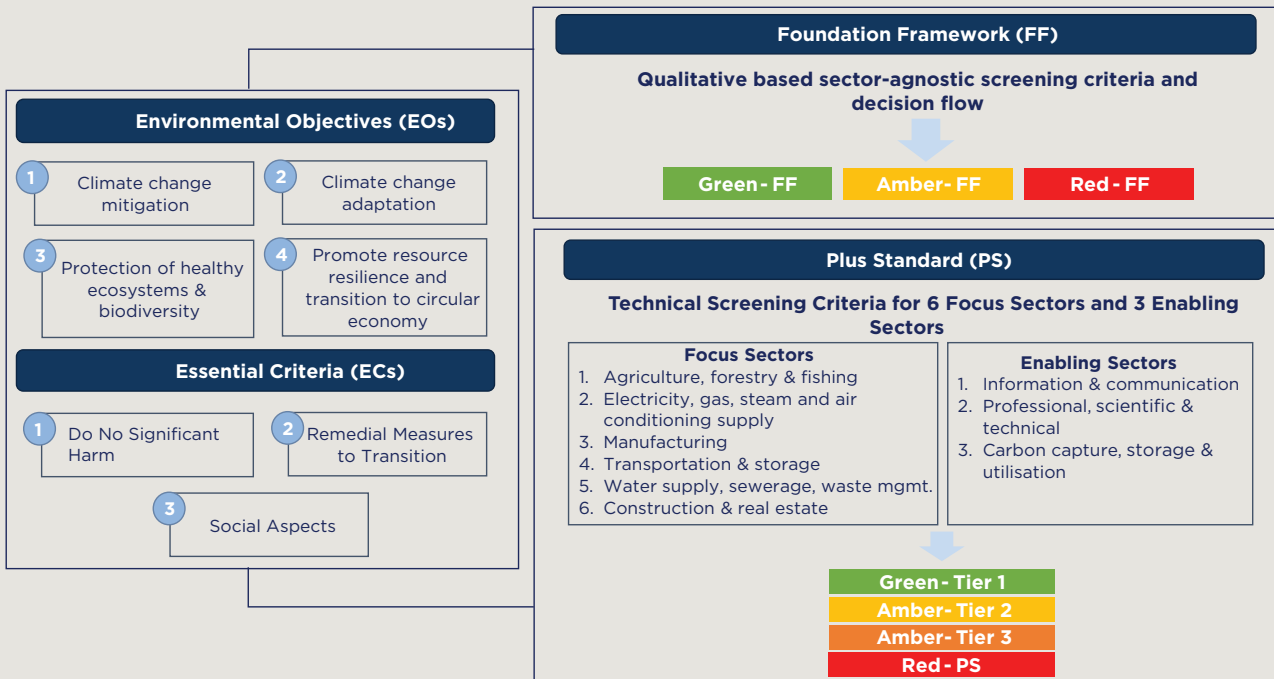 Environmental Objectives (EOs)
1
Climate change
mitigation
2
Climate change
adaptation
3
Protection of healthy
ecosystems &
biodiversity
4
Promote resource
resilience and
transition to circular
economy
Essential Criteria (ECs)
1
Do No Significant
Harm
2
Remedial Measures
to Transition
3
Social Aspects
Foundation Framework (FF)
Qualitative based sector-agnostic screening criteria and
decision flow
Green - FF
Amber - FF
Red - FF
Plus Standard (PS)
Technical Screening Criteria for 6 Focus Sectors and 3 Enabling
Sectors
Focus Sectors
1. Agriculture, forestry & fishing
2. Electricity, gas, steam and air
conditioning supply
3. Manufacturing
4. Transportation & storage
5. Water supply, sewerage, waste mgmt.
6. Construction & real estate
Enabling Sectors
1. Information & communication
2. Professional, scientific &
technical
3. Carbon capture, storage &
utilisation
Green - Tier 1
Amber- Tier 2
Amber- Tier 3
Red - PS